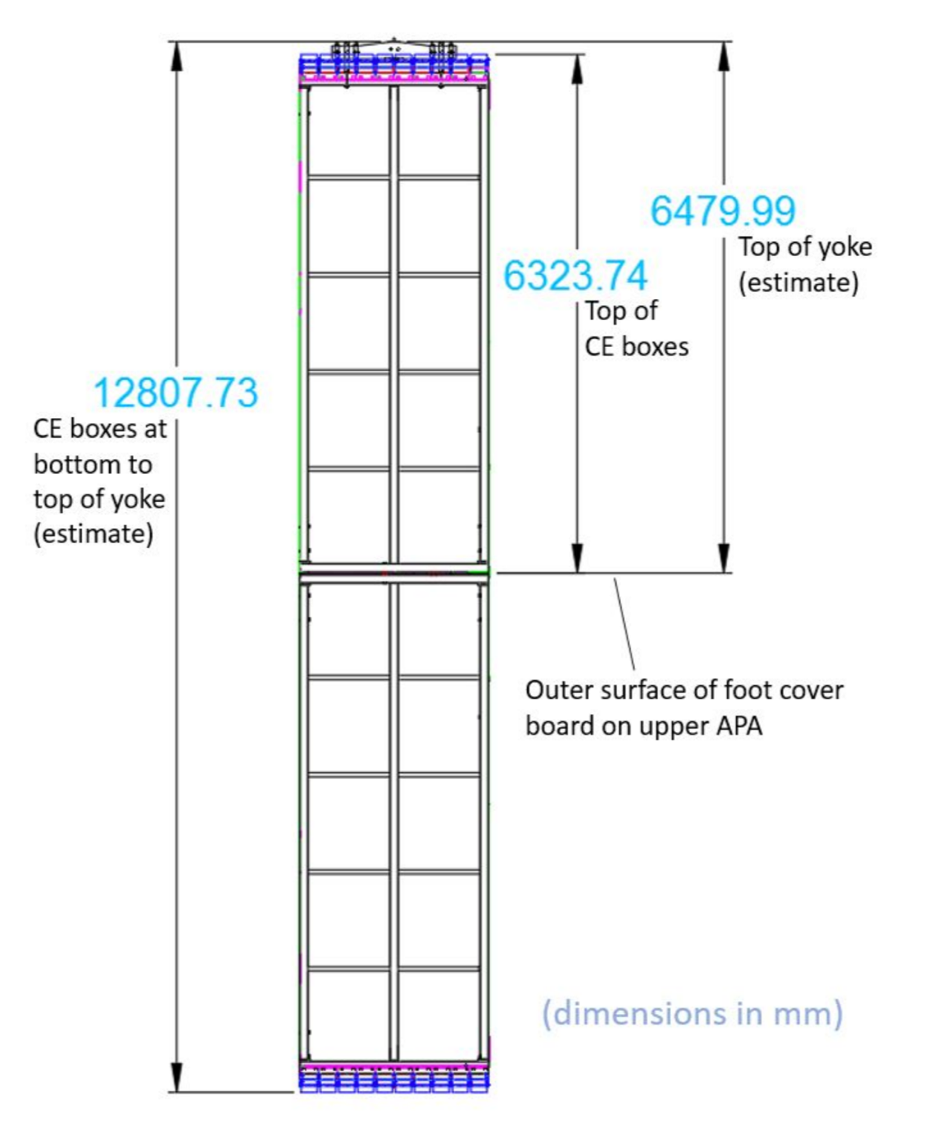 6479.99
Top of yoke
(estimate)
6323.74
Top of
CE boxes
12807.73
CE boxes at
bottom to
top of yoke
(estimate)
Outer surface of foot cover
board on upper APA
(dimensions in mm)